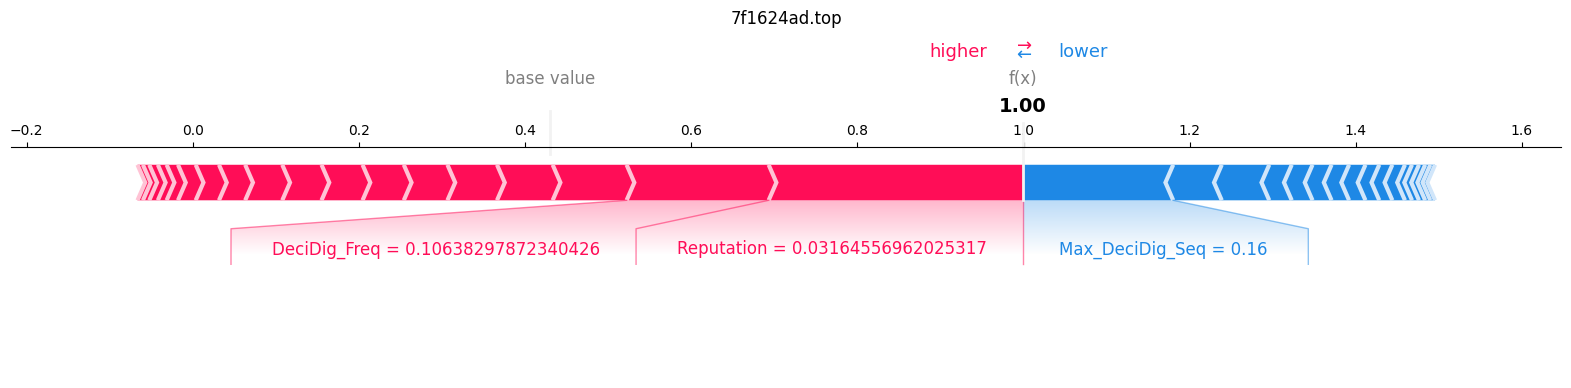 7f1624ad.top
higher ⇄ lower
base value f(x)
1.00
−0.2 0.0 0.2 0.4 0.6 0.8 1.0 1.2 1.4 1.6
DeciDig_Freq = 0.10638297872340426 Reputation = 0.03164556962025317 Max_DeciDig_Seq = 0.16